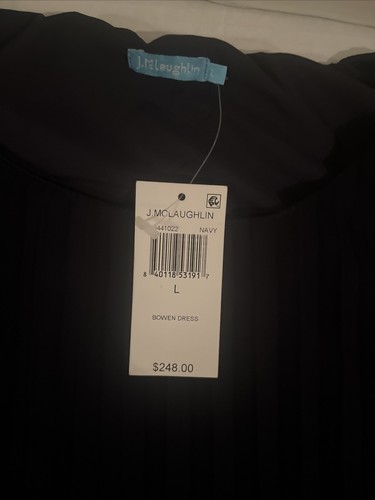 J.McLaughlin
J.MCLAUGHLIN
441022 NAVY
8 40118 53191 7
L
BOWEN DRESS
$248.00